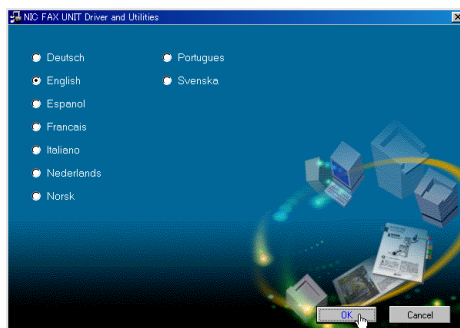 NIC FAX UNIT Driver and Utilities
Deutsch
English
Espanol
Francais
Italiano
Nederlands
Norsk
Portugues
Svenska
OK
Cancel